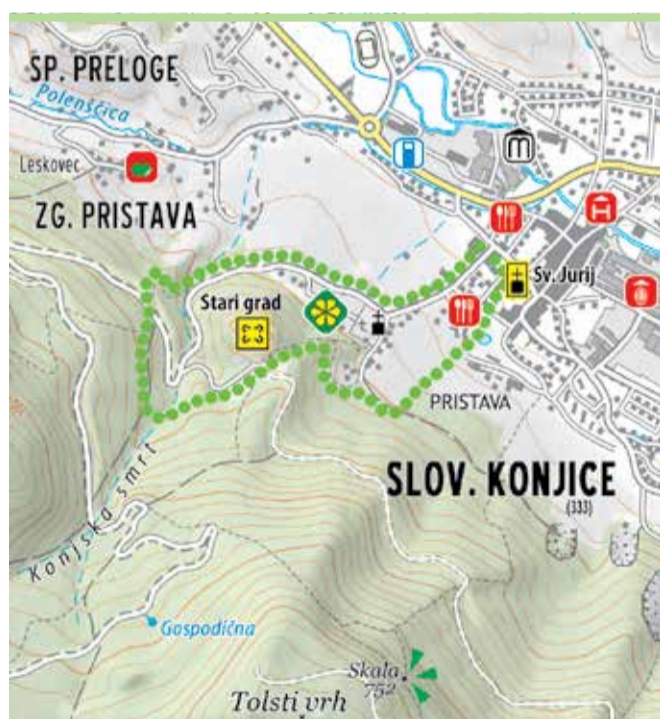 SP. PRELOGE
Polenščica
Leskovec
ZG. PRISTAVA
Stari grad
Sv. Jurij
PRISTAVA
SLOV. KONJICE
(333)
Konjska smrt
Gospodična
Skala
752
Tolsti vrh